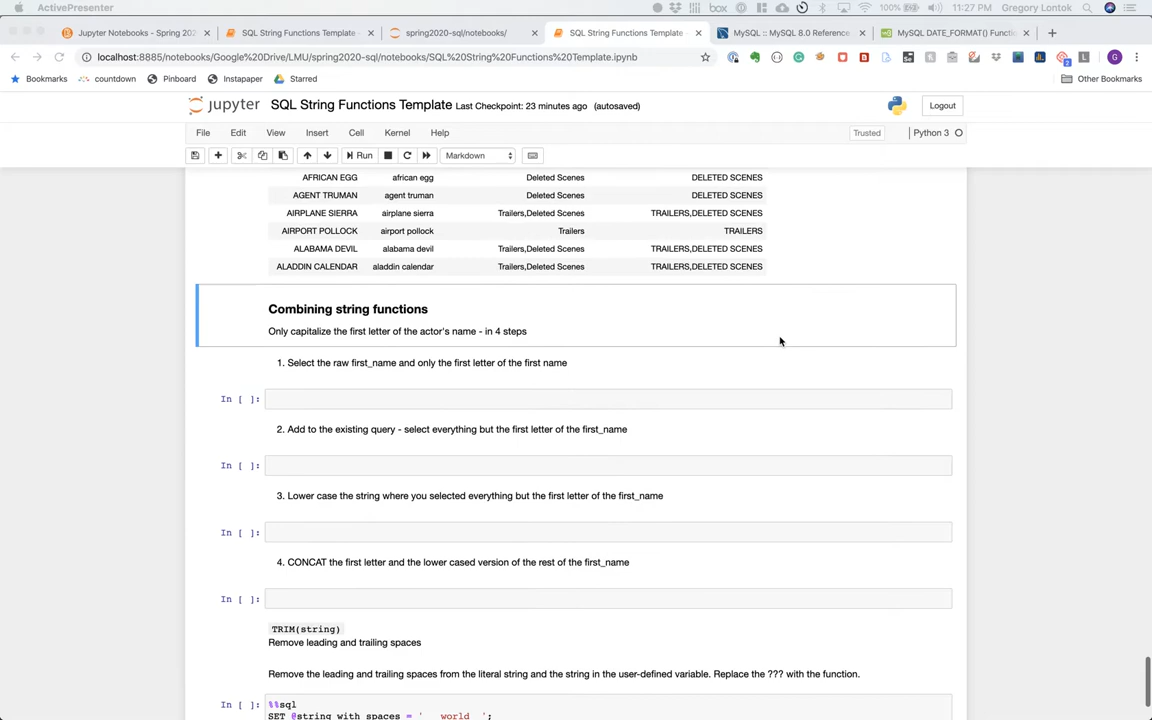 ActivePresenter
100%
Fri 11:27 PM
Gregory Lontok
Jupyter Notebooks - Spring 202
SQL String Functions Template -
spring2020-sql/notebooks/
SQL String Functions Template -
MySQL :: MySQL 8.0 Reference
MySQL DATE_FORMAT() Functi
localhost:8885/notebooks/Google%20Drive/LMU/spring2020-sql/notebooks/SQL%20String%20Functions%20Template.ipynb
Bookmarks
countdown
Pinboard
Instapaper
Starred
Other Bookmarks
jupyter SQL String Functions Template Last Checkpoint: 23 minutes ago (autosaved)
Logout
File Edit View Insert Cell Kernel Help
Trusted
Python 3
Run
Markdown
AFRICAN EGG african egg Deleted Scenes DELETED SCENES
AGENT TRUMAN agent truman Deleted Scenes DELETED SCENES
AIRPLANE SIERRA airplane sierra Trailers,Deleted Scenes TRAILERS,DELETED SCENES
AIRPORT POLLOCK airport pollock Trailers TRAILERS
ALABAMA DEVIL alabama devil Trailers,Deleted Scenes TRAILERS,DELETED SCENES
ALADDIN CALENDAR aladdin calendar Trailers,Deleted Scenes TRAILERS,DELETED SCENES
Combining string functions
Only capitalize the first letter of the actor's name - in 4 steps
1. Select the raw first_name and only the first letter of the first name
In [ ]:
2. Add to the existing query - select everything but the first letter of the first_name
In [ ]:
3. Lower case the string where you selected everything but the first letter of the first_name
In [ ]:
4. CONCAT the first letter and the lower cased version of the rest of the first_name
In [ ]:
TRIM(string)
Remove leading and trailing spaces
Remove the leading and trailing spaces from the literal string and the string in the user-defined variable. Replace the ??? with the function.
In [ ]: %%sql
SET @string_with_spaces = '   world  ';